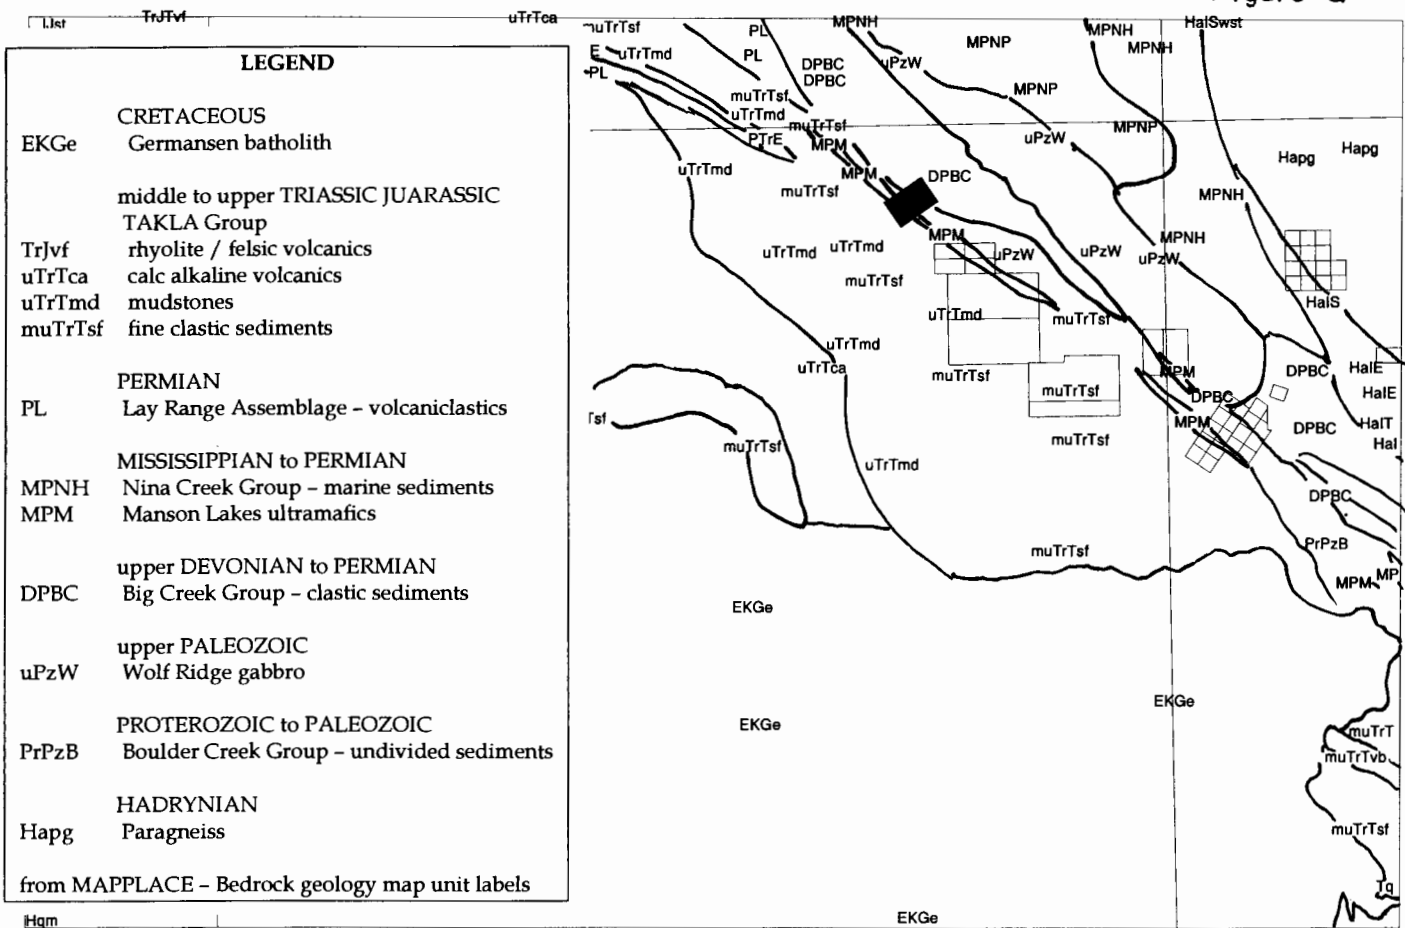 IJst
TrJTvf
uTrTca
LEGEND
CRETACEOUS
EKGe Germansen batholith
middle to upper TRIASSIC JUARASSIC
TAKLA Group
TrJvf rhyolite / felsic volcanics
uTrTca calc alkaline volcanics
uTrTmd mudstones
muTrTsf fine clastic sediments
PERMIAN
PL Lay Range Assemblage – volcaniclastics
MISSISSIPPIAN to PERMIAN
MPNH Nina Creek Group – marine sediments
MPM Manson Lakes ultramafics
upper DEVONIAN to PERMIAN
DPBC Big Creek Group – clastic sediments
upper PALEOZOIC
uPzW Wolf Ridge gabbro
PROTEROZOIC to PALEOZOIC
PrPzB Boulder Creek Group – undivided sediments
HADRYNIAN
Hapg Paragneiss
from MAPPLACE – Bedrock geology map unit labels
muTrTsf
PL
MPNH
MPNP
MPNH
MPNH
HalSwst
E
uTrTmd
PL
uPzW
PL
DPBC
DPBC
MPNP
muTrTsf
uTrTmd
muTrTsf
MPNP
PTrE
MPM
uPzW
Hapg
Hapg
uTrTmd
MPM
DPBC
muTrTsf
MPNH
MPM
MPNH
uTrTmd
uTrTmd
uPzW
uPzW
uPzW
muTrTsf
HalS
uTrTmd
muTrTsf
uTrTmd
uTrTca
muTrTsf
MPM
DPBC
HalE
muTrTsf
DPBC
HalE
Tsf
MPM
HalT
DPBC
muTrTsf
muTrTsf
Hal
uTrTmd
DPBC
muTrTsf
PrPzB
MPM
MP
EKGe
EKGe
EKGe
muTrT
muTrTvb
muTrTsf
Tq
EKGe
iHqm